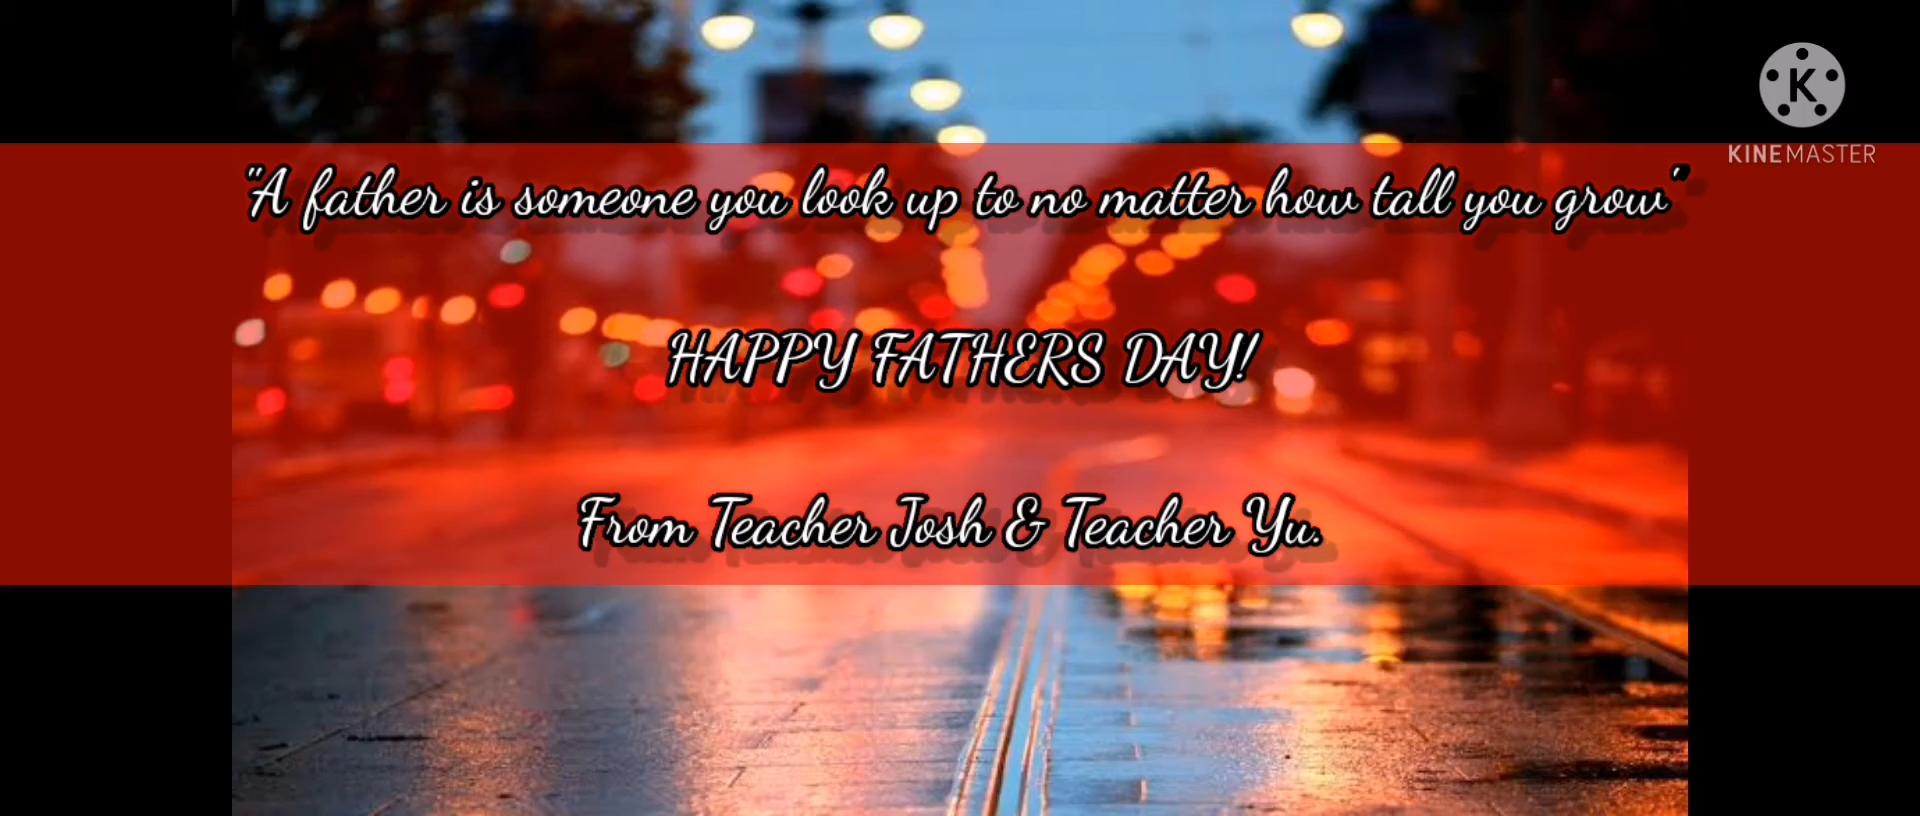 "A father is someone you look up to no matter how tall you grow"
HAPPY FATHERS DAY!
From Teacher Josh & Teacher Yu.
K
KINEMASTER